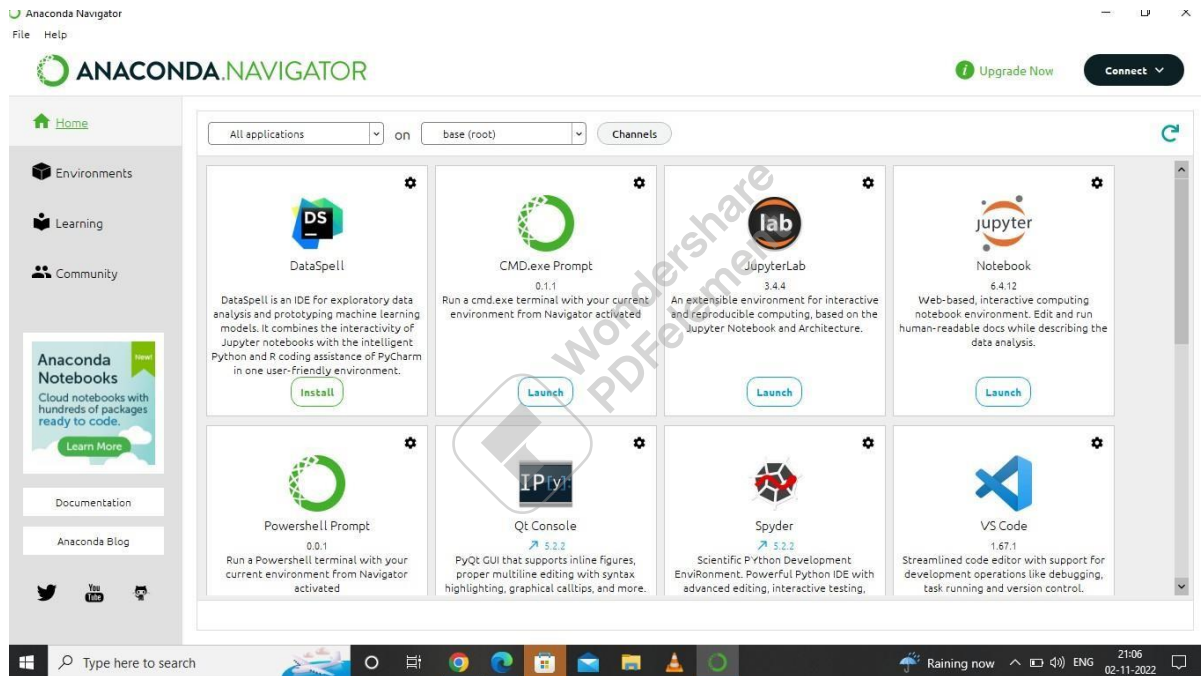 Anaconda Navigator
File Help
ANACONDA.NAVIGATOR
i Upgrade Now
Connect
Home
Environments
Learning
Community
Anaconda Notebooks
New!
Cloud notebooks with
hundreds of packages
ready to code.
Learn More
Documentation
Anaconda Blog
You
Tube
All applications on base (root) Channels
DS
DataSpell
DataSpell is an IDE for exploratory data
analysis and prototyping machine learning
models. It combines the interactivity of
Jupyter notebooks with the intelligent
Python and R coding assistance of PyCharm
in one user-friendly environment.
Install
CMD.exe Prompt
0.1.1
Run a cmd.exe terminal with your current
environment from Navigator activated
Launch
lab
JupyterLab
3.4.4
An extensible environment for interactive
and reproducible computing, based on the
Jupyter Notebook and Architecture.
Launch
jupyter
Notebook
6.4.12
Web-based, interactive computing
notebook environment. Edit and run
human-readable docs while describing the
data analysis.
Launch
Powershell Prompt
0.0.1
Run a Powershell terminal with your
current environment from Navigator
activated
IP[y]:
Qt Console
5.2.2
PyQt GUI that supports inline figures,
proper multiline editing with syntax
highlighting, graphical calltips, and more.
Spyder
5.2.2
Scientific PYthon Development
EnviRonment. Powerful Python IDE with
advanced editing, interactive testing,
VS Code
1.67.1
Streamlined code editor with support for
development operations like debugging,
task running and version control.
Wondershare
PDFelement
Type here to search
Raining now
ENG
21:06
02-11-2022